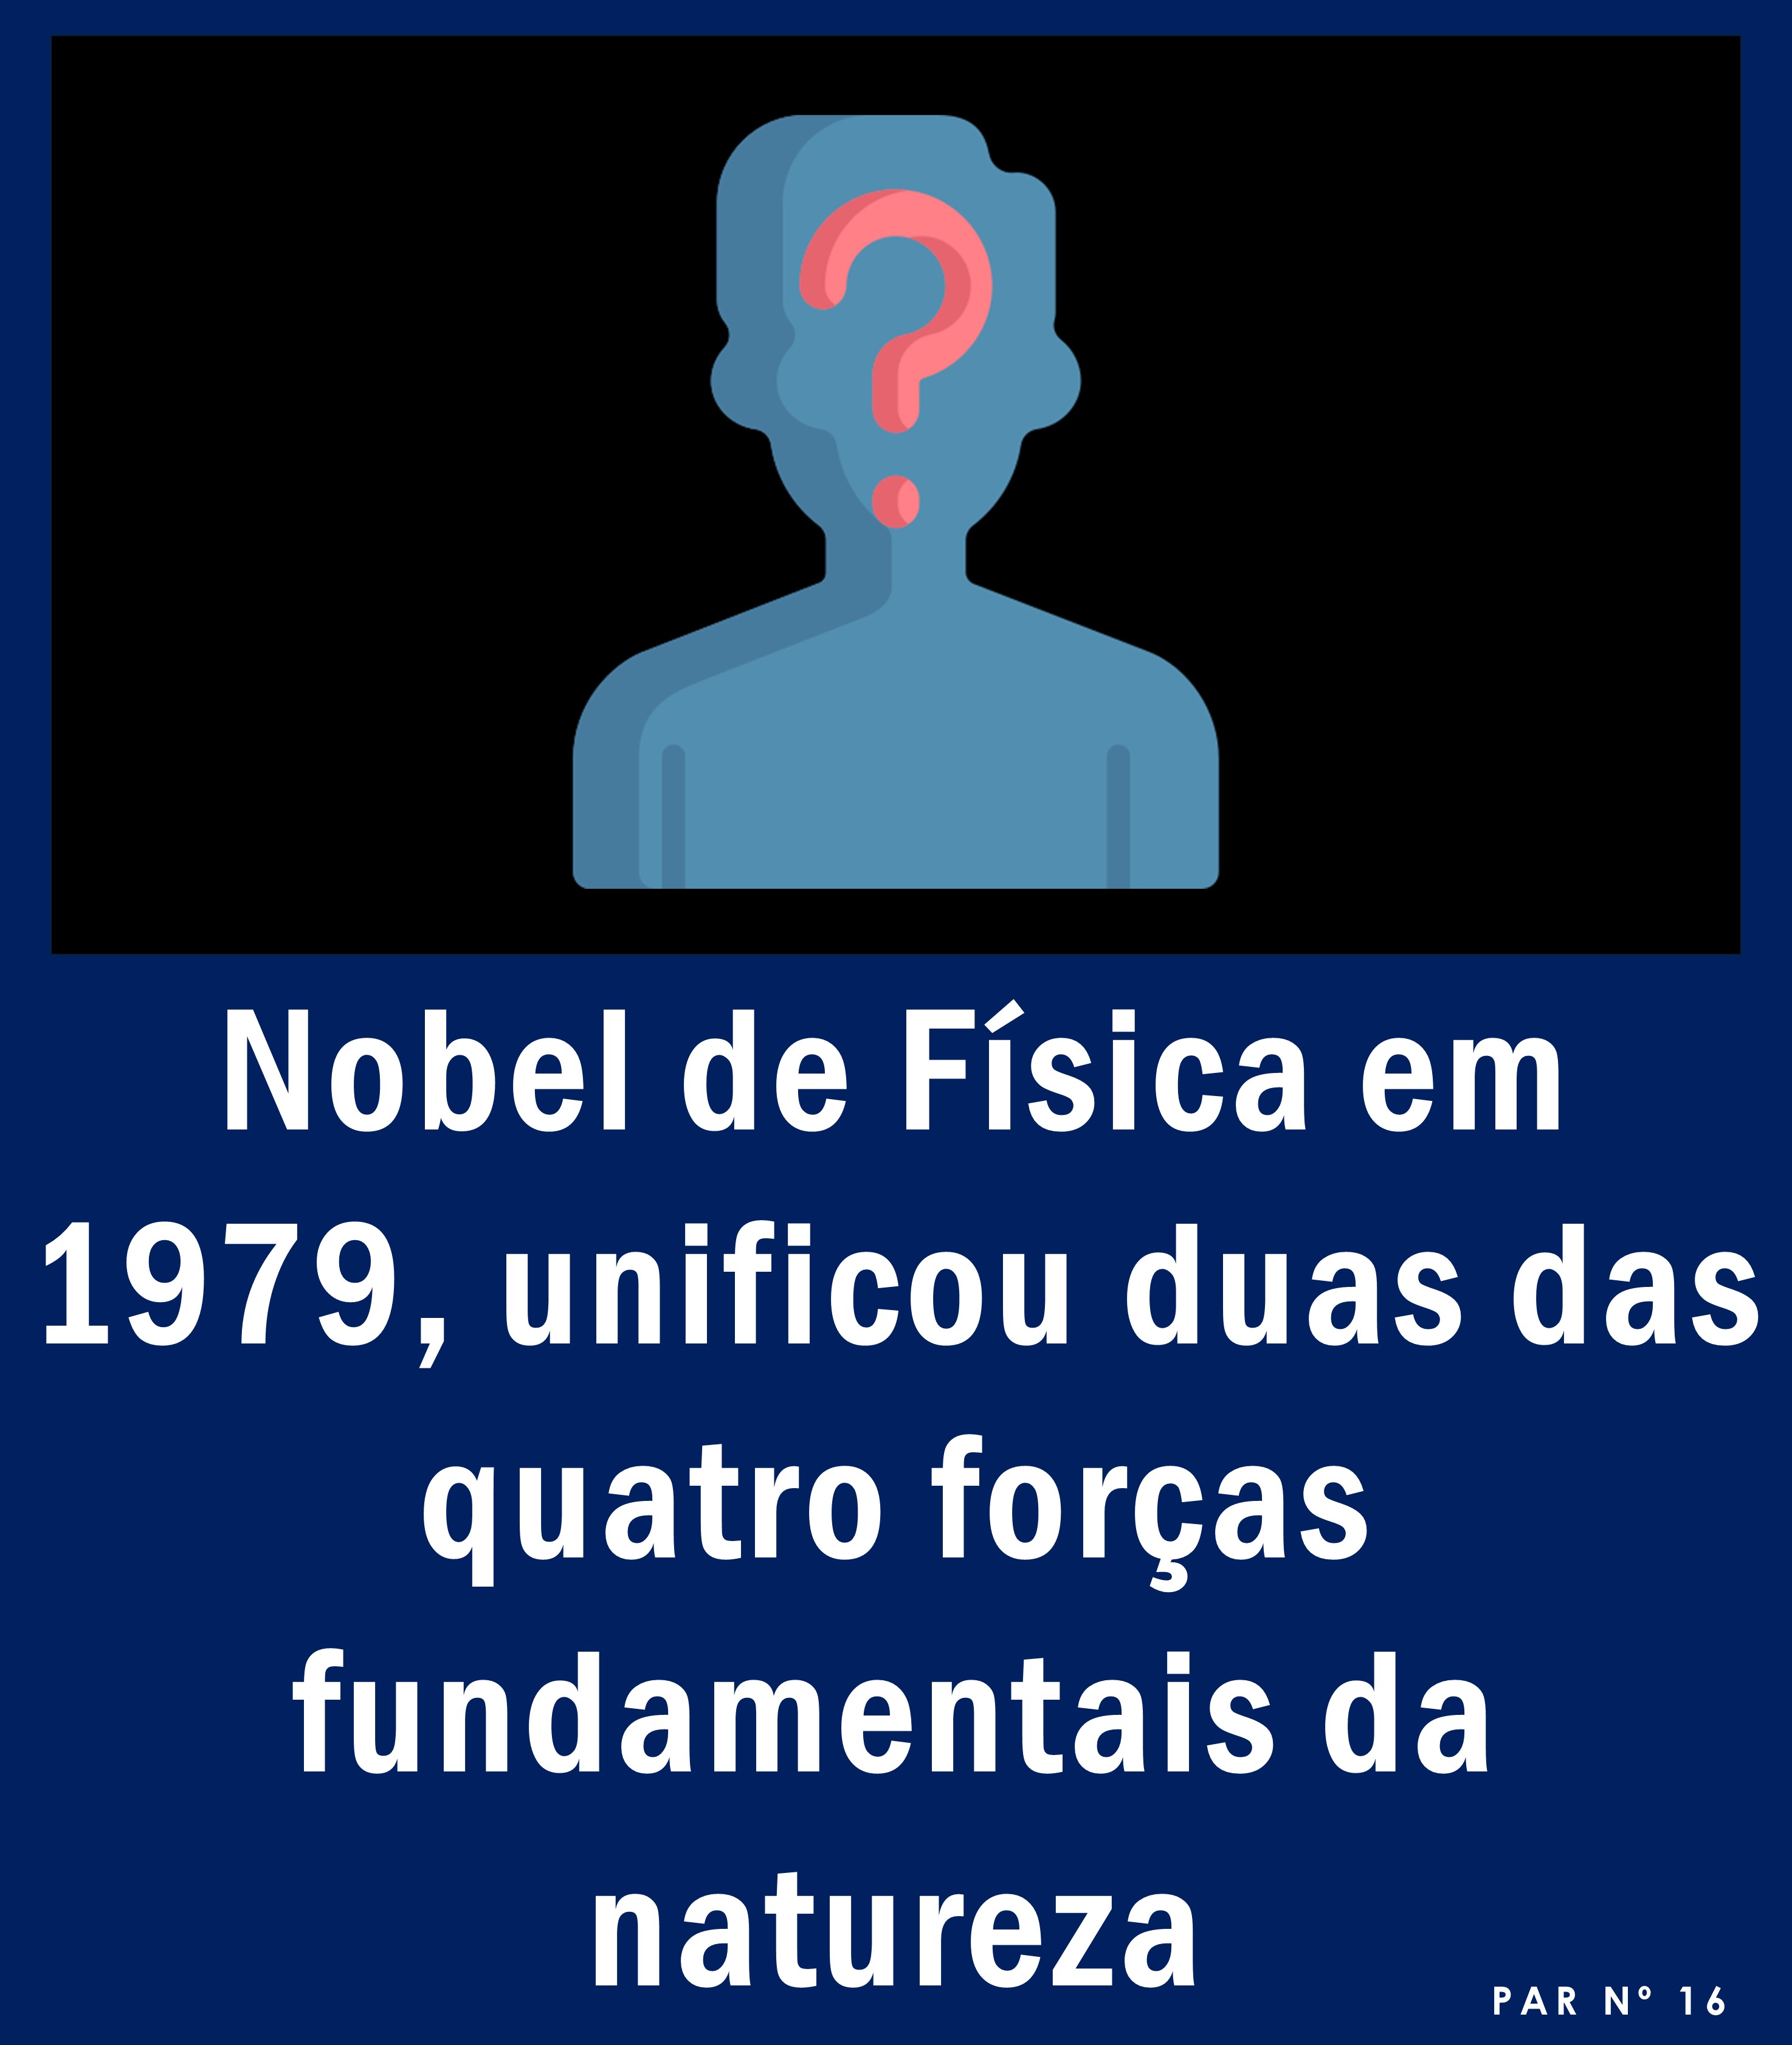 Nobel de Física em
1979, unificou duas das
quatro forças
fundamentais da
natureza
PAR Nº 16